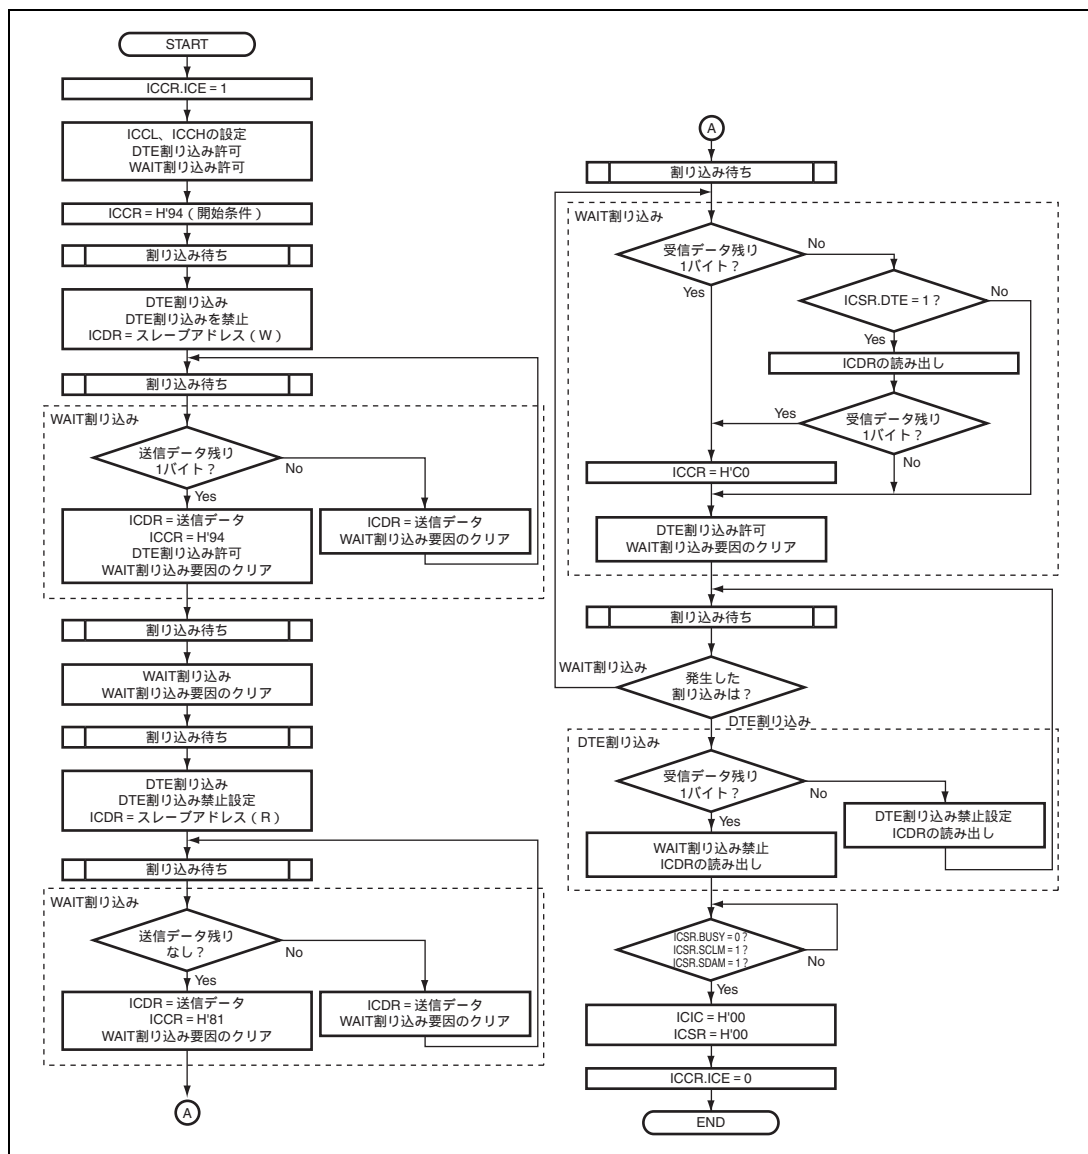 START
ICCR.ICE = 1
ICCL、ICCHの設定
DTE割り込み許可
WAIT割り込み許可
ICCR = H'94 ( 開始条件 )
割り込み待ち
DTE割り込み
DTE割り込みを禁止
ICDR = スレーブアドレス ( W )
割り込み待ち
WAIT割り込み
送信データ残り
1バイト ?
No
Yes
ICDR = 送信データ
ICCR = H'94
DTE割り込み許可
WAIT割り込み要因のクリア
ICDR = 送信データ
WAIT割り込み要因のクリア
割り込み待ち
WAIT割り込み
WAIT割り込み要因のクリア
割り込み待ち
DTE割り込み
DTE割り込み禁止設定
ICDR = スレーブアドレス ( R )
割り込み待ち
WAIT割り込み
送信データ残り
なし ?
No
Yes
ICDR = 送信データ
ICCR = H'81
WAIT割り込み要因のクリア
ICDR = 送信データ
WAIT割り込み要因のクリア
A
A
割り込み待ち
WAIT割り込み
受信データ残り
1バイト ?
No
Yes
ICSR.DTE = 1 ?
No
Yes
ICDRの読み出し
受信データ残り
1バイト ?
Yes
No
ICCR = H'C0
DTE割り込み許可
WAIT割り込み要因のクリア
割り込み待ち
WAIT割り込み
発生した
割り込みは ?
DTE割り込み
DTE割り込み
受信データ残り
1バイト ?
No
Yes
DTE割り込み禁止設定
ICDRの読み出し
WAIT割り込み禁止
ICDRの読み出し
ICSR.BUSY = 0 ?
ICSR.SCLM = 1 ?
ICSR.SDAM = 1 ?
No
Yes
ICIC = H'00
ICSR = H'00
ICCR.ICE = 0
END